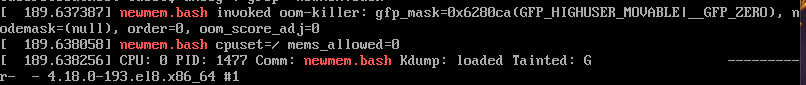 [  189.637387] newmem.bash invoked oom-killer: gfp_mask=0x6280ca(GFP_HIGHUSER_MOVABLE|__GFP_ZERO), n
odemask=(null), order=0, oom_score_adj=0
[  189.638058] newmem.bash cpuset=/ mems_allowed=0
[  189.638256] CPU: 0 PID: 1477 Comm: newmem.bash Kdump: loaded Tainted: G               ---------
r-  - 4.18.0-193.el8.x86_64 #1